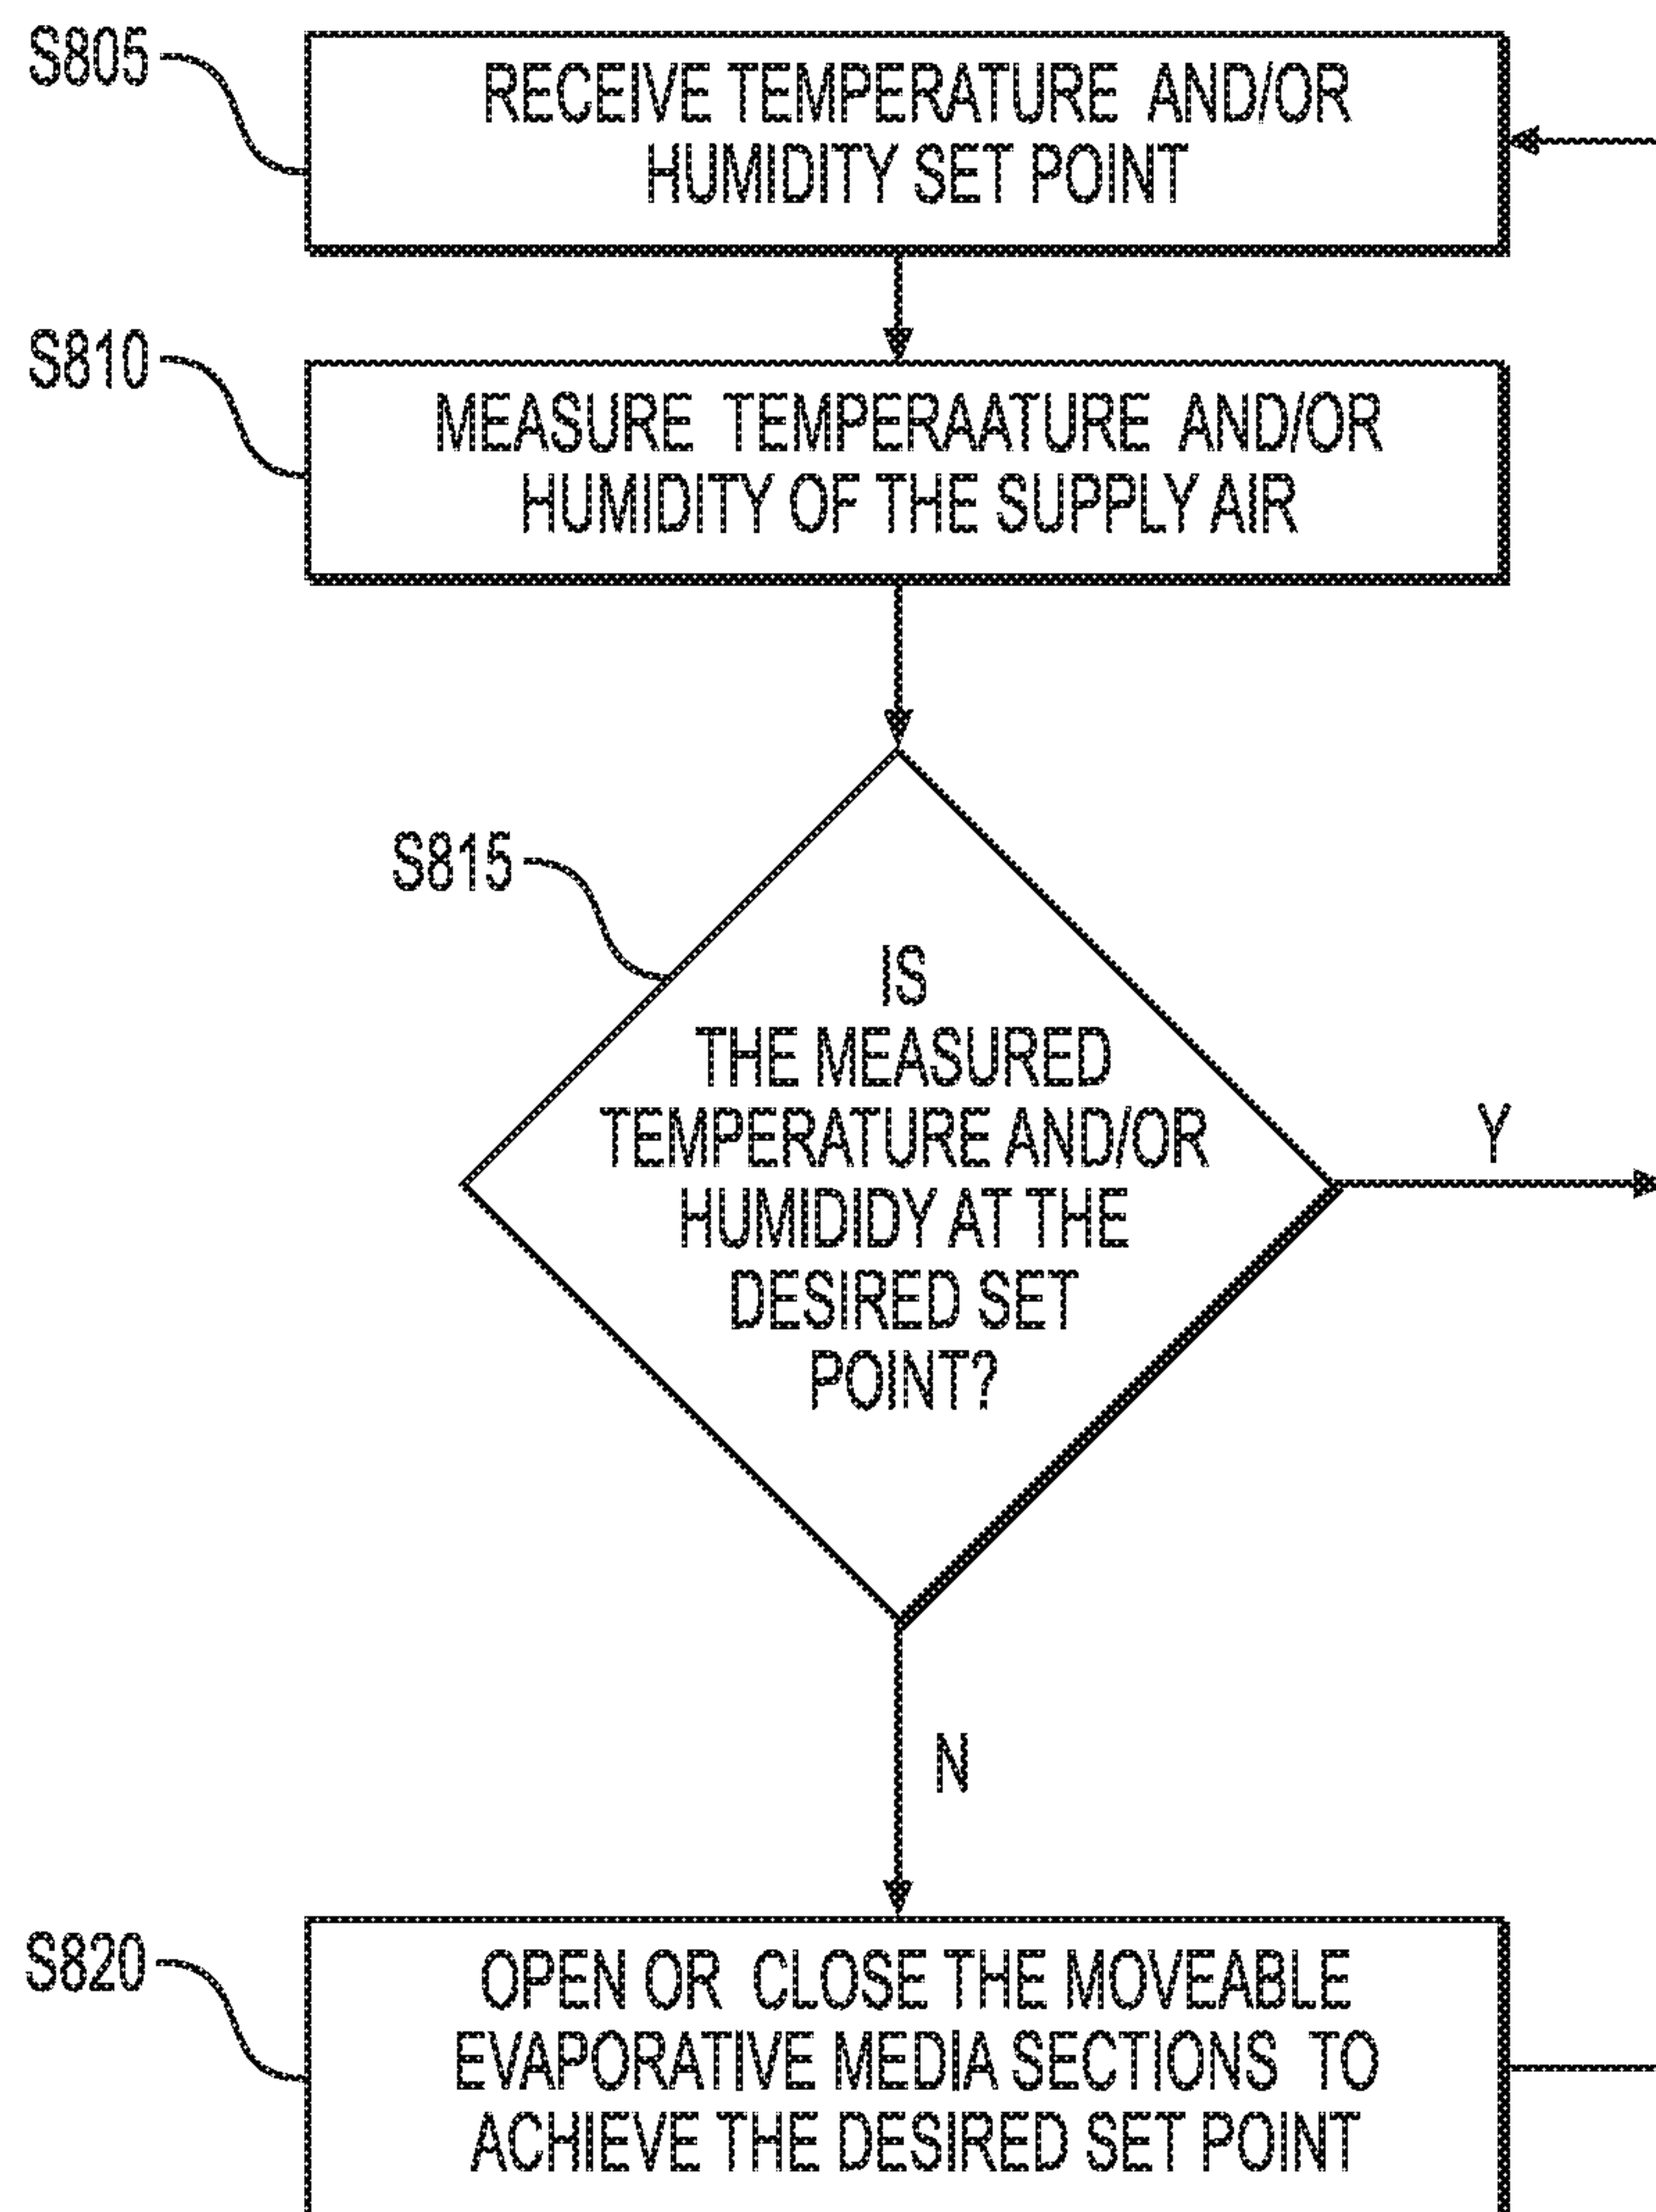 S805
RECEIVE TEMPERATURE AND/OR
HUMIDITY SET POINT
S810
MEASURE TEMPERAATURE AND/OR
HUMIDITY OF THE SUPPLY AIR
S815
IS
THE MEASURED
TEMPERATURE AND/OR
HUMIDIDY AT THE
DESIRED SET
POINT?
Y
N
S820
OPEN OR CLOSE THE MOVEABLE
EVAPORATIVE MEDIA SECTIONS TO
ACHIEVE THE DESIRED SET POINT